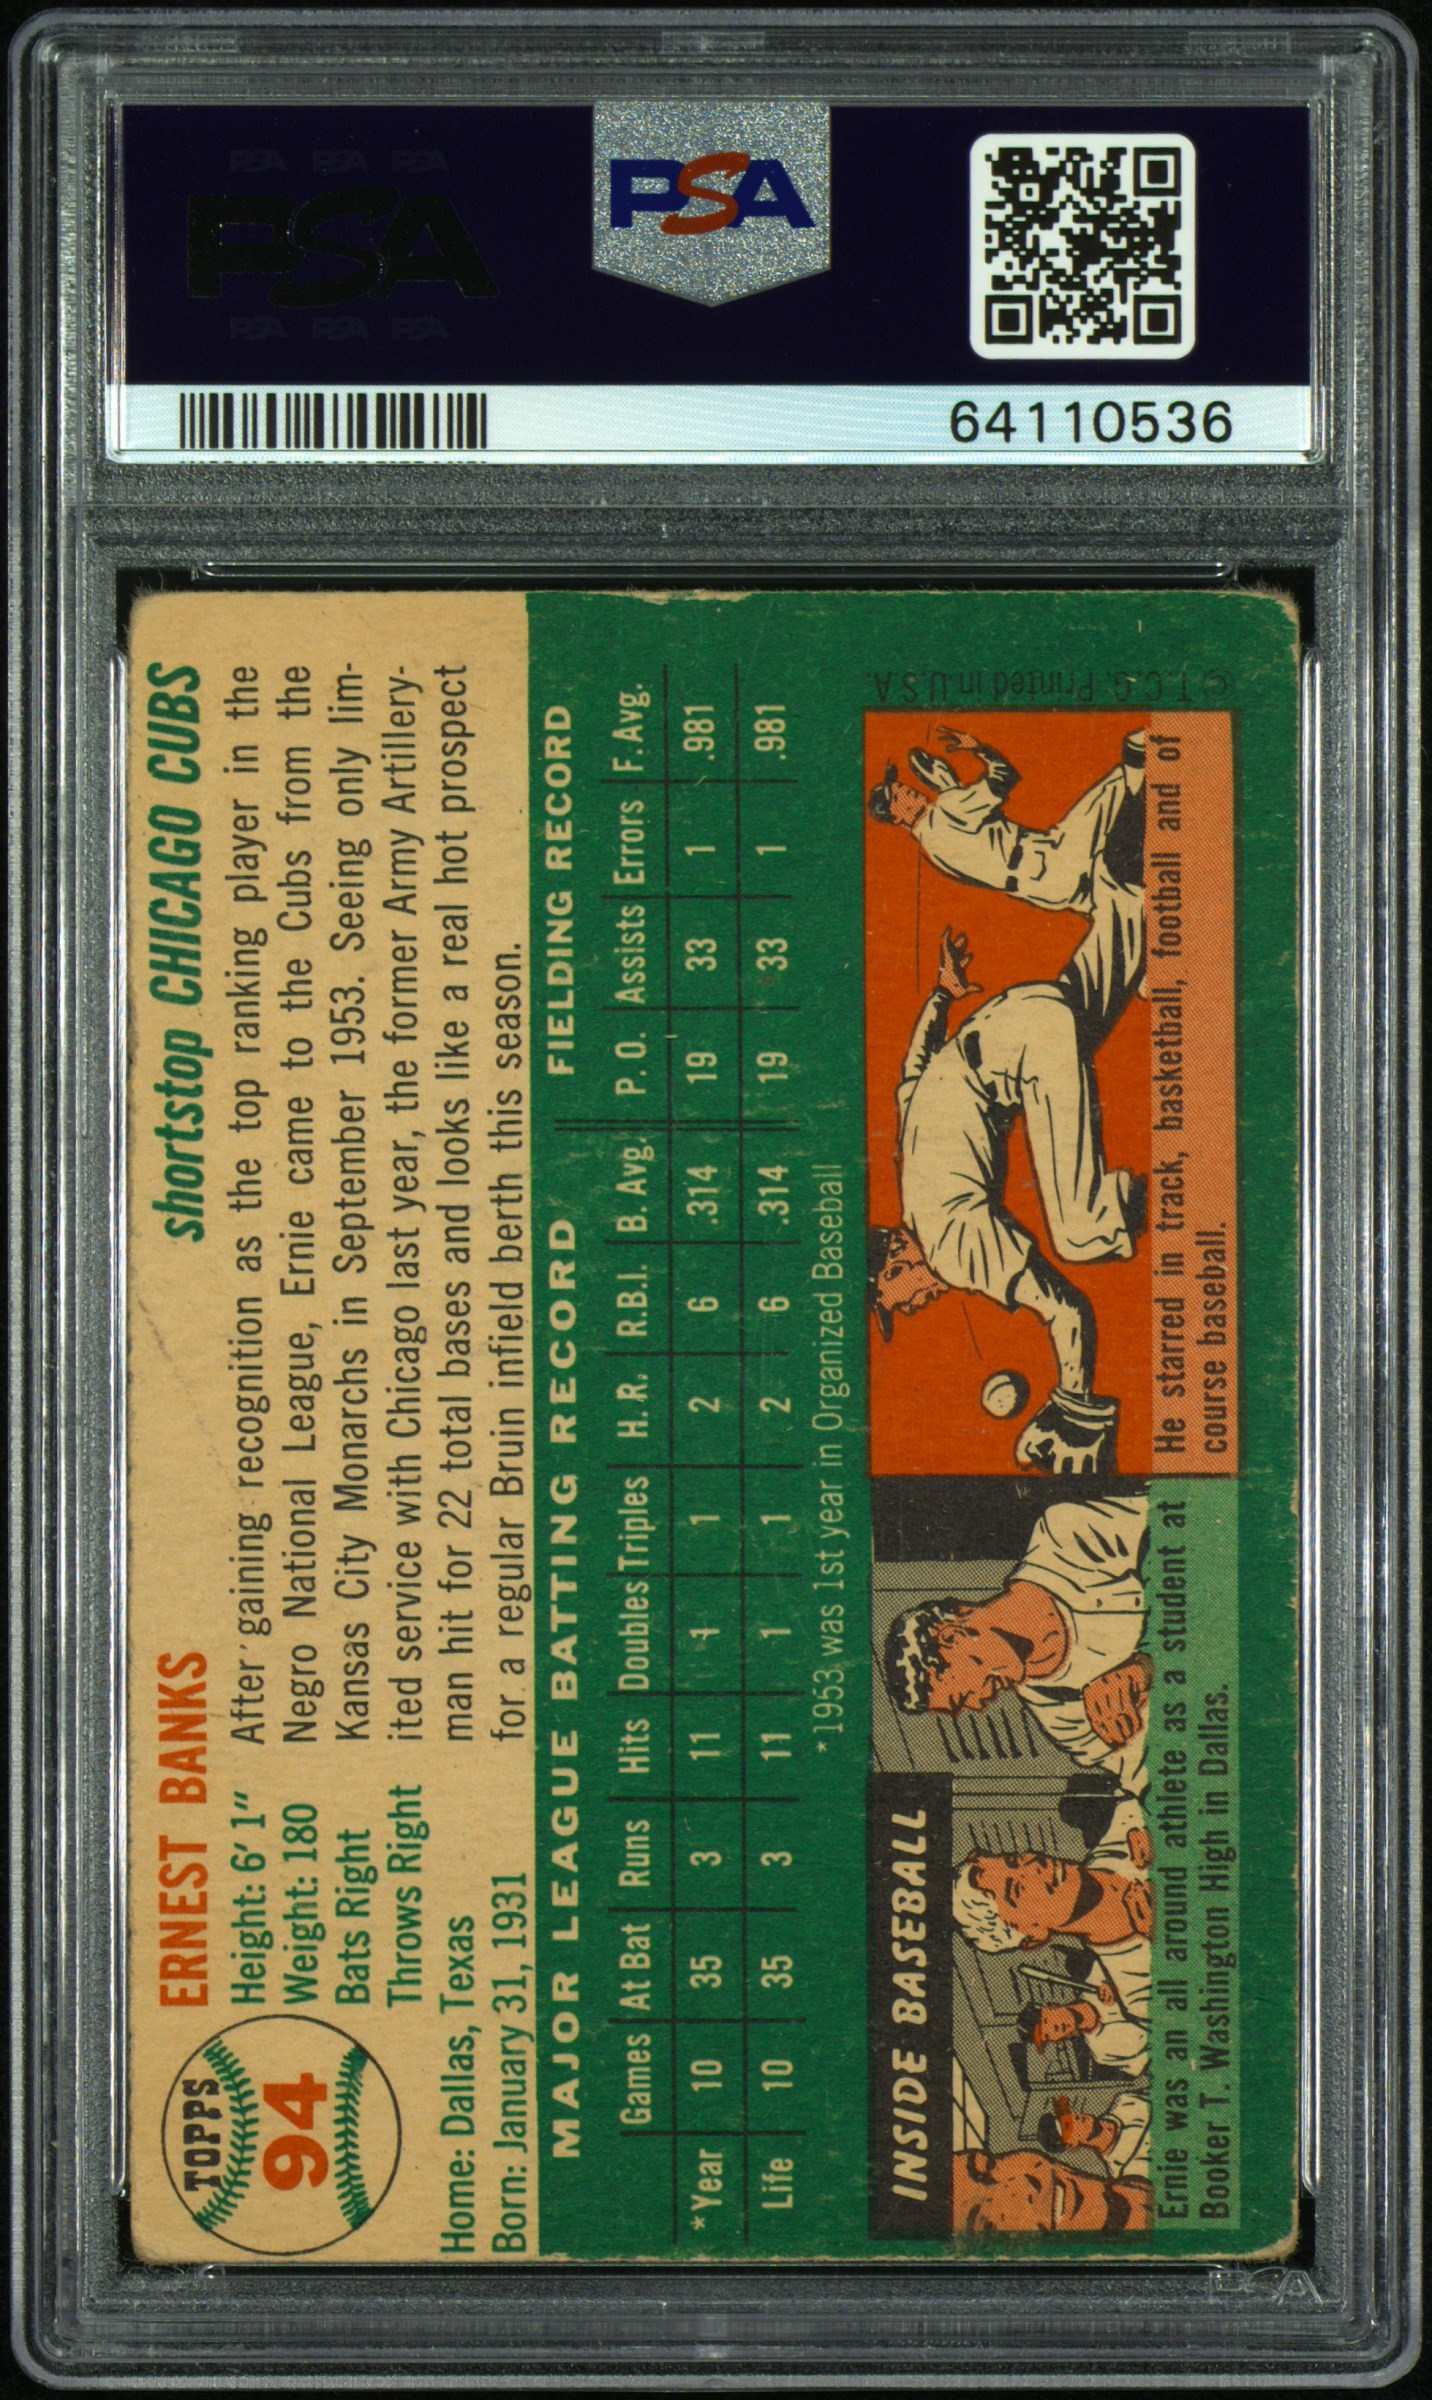 PSA PSA PSA
PSA
PSA PSA PSA
PSA
64110536
TOPPS
94
ERNEST BANKS
shortstop CHICAGO CUBS
Height: 6' 1"
Weight: 180
Bats Right
Throws Right
Home: Dallas, Texas
Born: January 31, 1931
After gaining recognition as the top ranking player in the
Negro National League, Ernie came to the Cubs from the
Kansas City Monarchs in September 1953. Seeing only lim-
ited service with Chicago last year, the former Army Artillery-
man hit for 22 total bases and looks like a real hot prospect
for a regular Bruin infield berth this season.
MAJOR LEAGUE BATTING RECORD FIELDING RECORD
Games At Bat Runs Hits Doubles Triples H. R. R.B.I. B. Avg. P. O. Assists Errors F. Avg.
*Year 10 35 3 11 1 1 2 6 .314 19 33 1 .981
Life 10 35 3 11 1 1 2 6 .314 19 33 1 .981
*1953 was 1st year in Organized Baseball
INSIDE BASEBALL
Ernie was an all around athlete as a student at
Booker T. Washington High in Dallas.
He starred in track, basketball, football and of
course baseball.
© T.C.G. Printed in U.S.A.
PSA